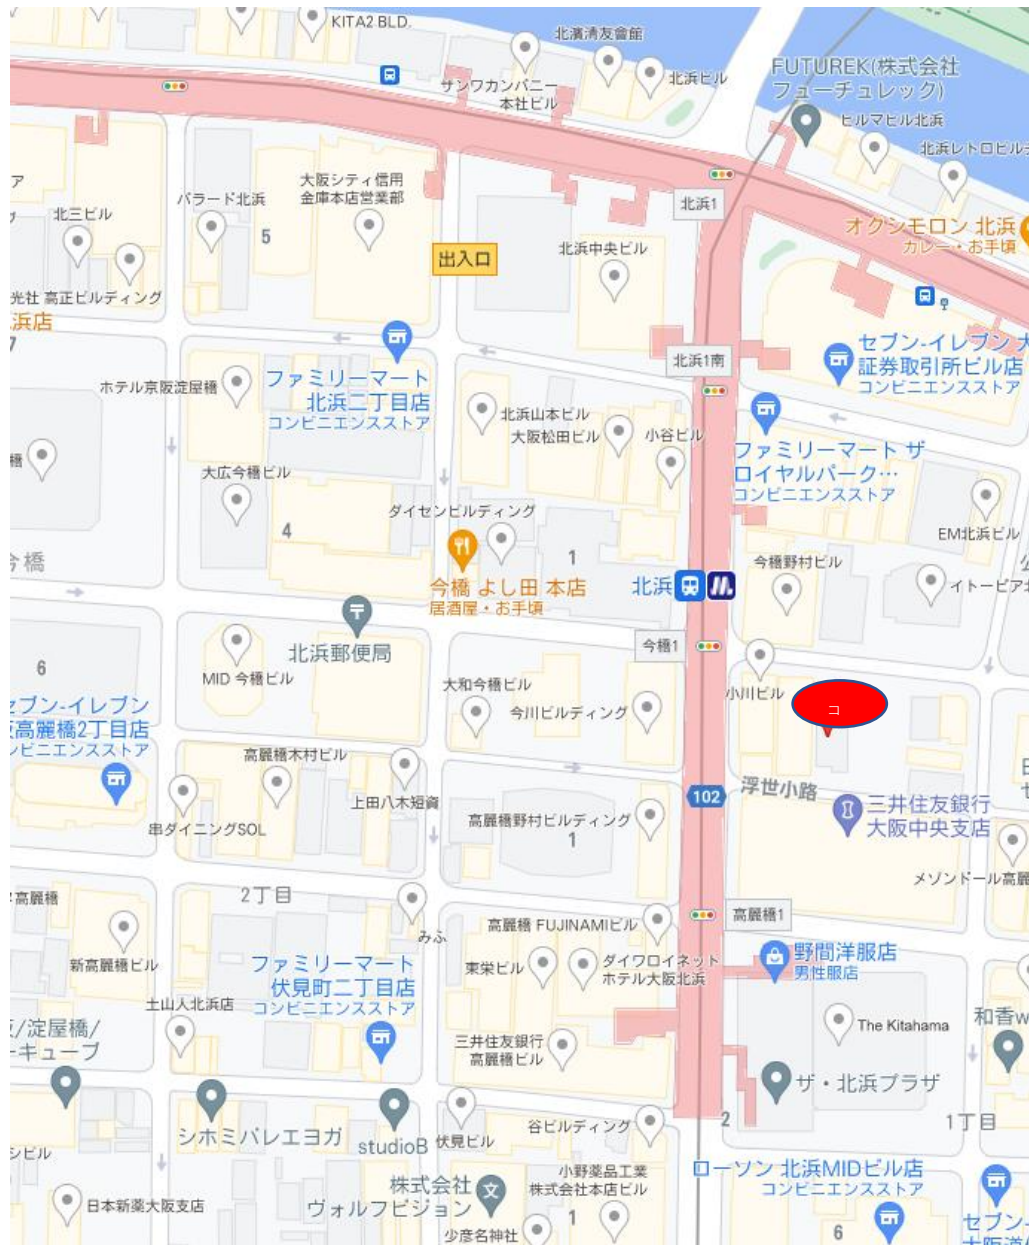 KITA2 BLD.
北濱清友會館
サンワカンパニー
本社ビル
北浜ビル
FUTUREK(株式会社
フューチュレック)
ヒルマビル北浜
北浜レトロビル
ア
北三ビル
パラード北浜
大阪シティ信用
金庫本店営業部
5
北浜1
オクシモロン 北浜
カレー・お手頃
出入口
北浜中央ビル
光社 高正ビルディング
浜店
7
北浜1南
セブン-イレブン 大
証券取引所ビル店
コンビニエンスストア
ホテル京阪淀屋橋
ファミリーマート
北浜二丁目店
コンビニエンスストア
北浜山本ビル
大阪松田ビル
小谷ビル
ファミリーマート ザ
ロイヤルパーク…
コンビニエンスストア
橋
大広今橋ビル
4
ダイセンビルディング
1
EM北浜ビル
今橋
今橋 よし田 本店
居酒屋・お手頃
北浜
今橋野村ビル
イトーピア北
北浜郵便局
今橋1
6
MID 今橋ビル
大和今橋ビル
今川ビルディング
小川ビル
コ
セブン-イレブン
高麗橋2丁目店
コンビニエンスストア
高麗橋木村ビル
上田八木短資
102
浮世小路
三井住友銀行
大阪中央支店
串ダイニングSOL
高麗橋野村ビルディング
1
メゾンドール高麗
高麗橋
2丁目
みふ
高麗橋 FUJINAMIビル
高麗橋1
新高麗橋ビル
ファミリーマート
伏見町二丁目店
コンビニエンスストア
東栄ビル
ダイワロイネット
ホテル大阪北浜
野間洋服店
男性服店
土山人北浜店
/淀屋橋/
ーキューブ
三井住友銀行
高麗橋ビル
The Kitahama
和香w
ザ・北浜プラザ
シホミバレエヨガ
studioB
伏見ビル
谷ビルディング
2
1丁目
シビル
日本新薬大阪支店
株式会社
ヴォルフビジョン
少彦名神社
小野薬品工業
株式会社本店ビル
1
ローソン 北浜MIDビル店
コンビニエンスストア
6
セブン-